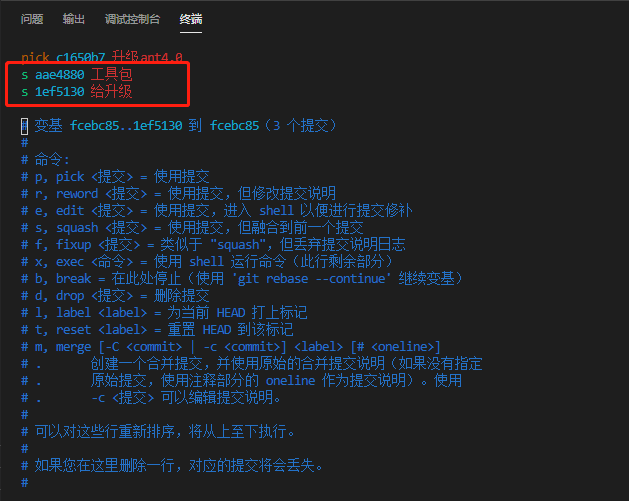 问题 输出 调试控制台 终端
pick c1650b7 升级ant4.0
s aae4880 工具包
s 1ef5130 给升级
# 变基 fcebc85..1ef5130 到 fcebc85（3 个提交）
#
# 命令:
# p, pick <提交> = 使用提交
# r, reword <提交> = 使用提交，但修改提交说明
# e, edit <提交> = 使用提交，进入 shell 以便进行提交修补
# s, squash <提交> = 使用提交，但融合到前一个提交
# f, fixup <提交> = 类似于 "squash"，但丢弃提交说明日志
# x, exec <命令> = 使用 shell 运行命令（此行剩余部分）
# b, break = 在此处停止（使用 'git rebase --continue' 继续变基）
# d, drop <提交> = 删除提交
# l, label <label> = 为当前 HEAD 打上标记
# t, reset <label> = 重置 HEAD 到该标记
# m, merge [-C <commit> | -c <commit>] <label> [# <oneline>]
# . 创建一个合并提交，并使用原始的合并提交说明（如果没有指定
# . 原始提交，使用注释部分的 oneline 作为提交说明）。使用
# . -c <提交> 可以编辑提交说明。
#
# 可以对这些行重新排序，将从上至下执行。
#
# 如果您在这里删除一行，对应的提交将会丢失。
#